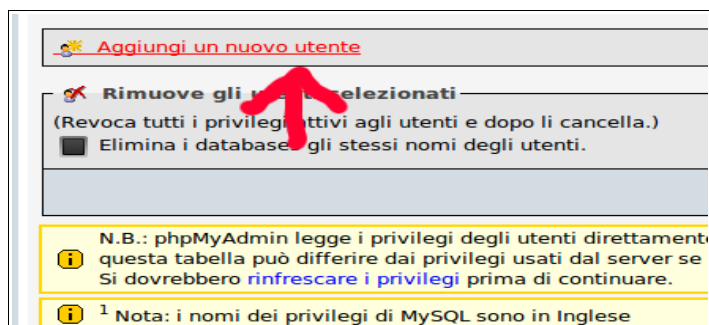 Aggiungi un nuovo utente
Rimuove gli selezionati
(Revoca tutti i privilegi attivi agli utenti e dopo li cancella.)
Elimina i database gli stessi nomi degli utenti.
N.B.: phpMyAdmin legge i privilegi degli utenti direttamente
questa tabella può differire dai privilegi usati dal server se
Si dovrebbero rinfrescare i privilegi prima di continuare.
1 Nota: i nomi dei privilegi di MySQL sono in Inglese